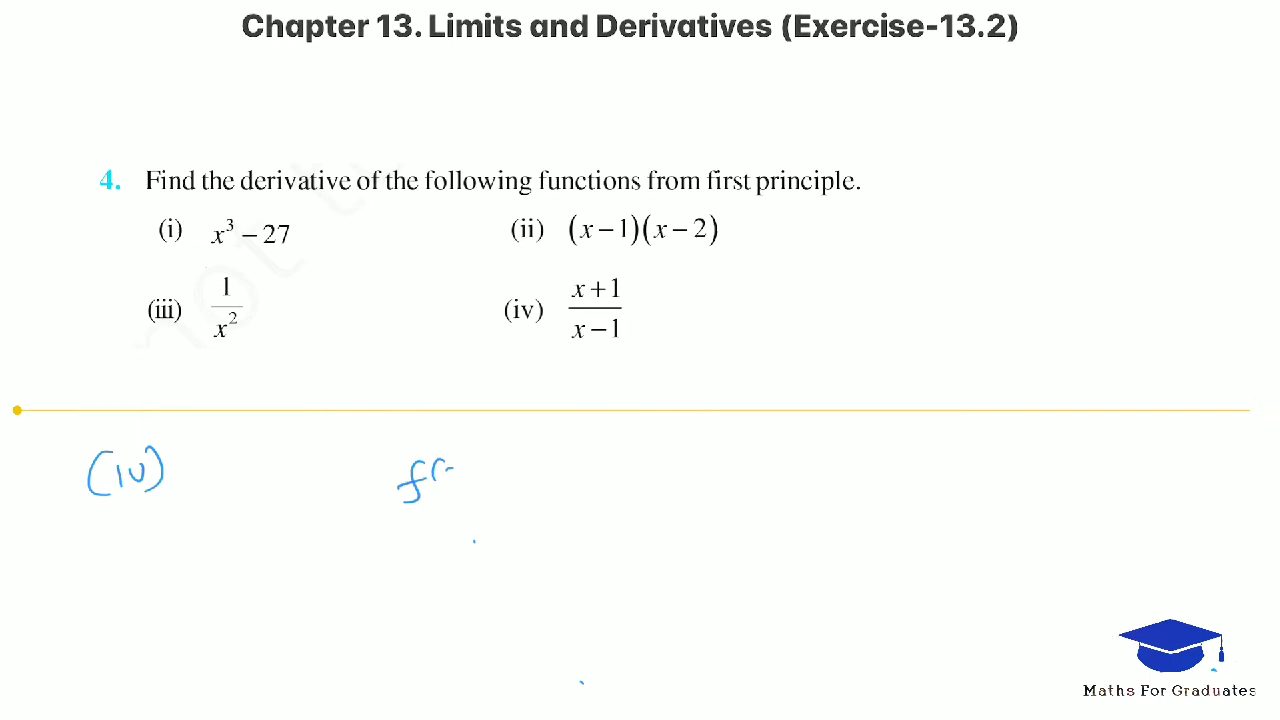 Chapter 13. Limits and Derivatives (Exercise-13.2)
4. Find the derivative of the following functions from first principle.
(i) x³ – 27 (ii) (x – 1)(x – 2)
(iii) 1/x² (iv) (x + 1)/(x – 1)
(iv) f(
Maths For Graduates